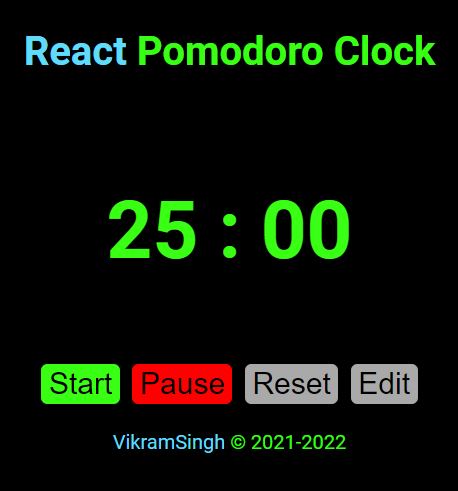 React Pomodoro Clock
25 : 00
Start Pause Reset Edit
VikramSingh © 2021-2022